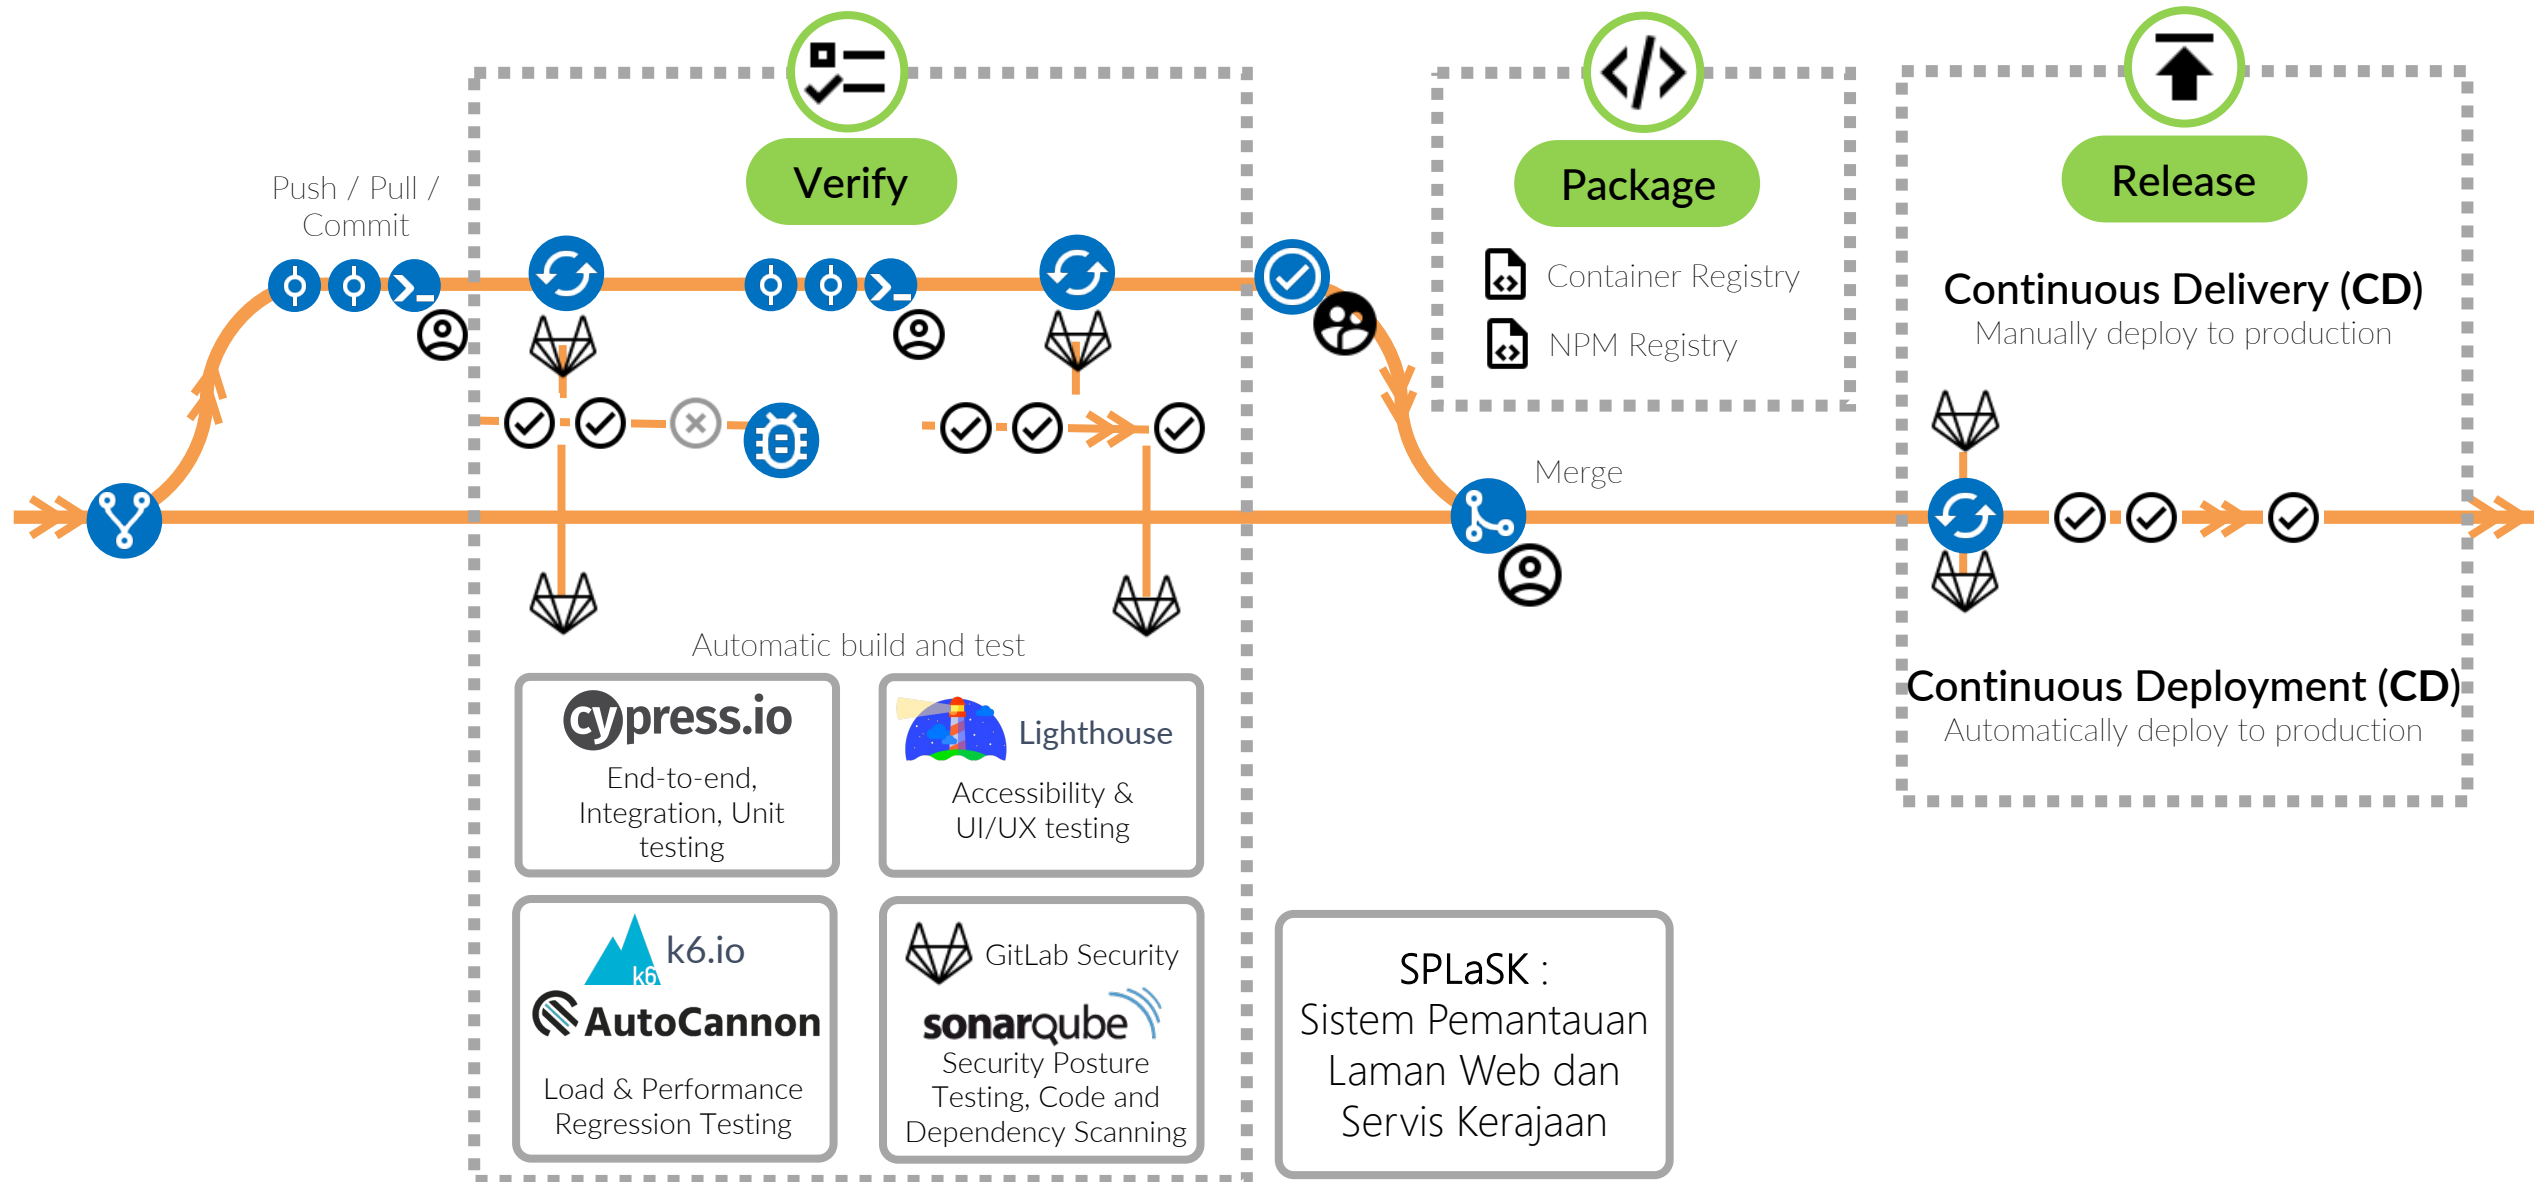 Verify
Package
Release
Push / Pull /
Commit
Container Registry
NPM Registry
Continuous Delivery (CD)
Manually deploy to production
Merge
Continuous Deployment (CD)
Automatically deploy to production
Automatic build and test
cypress.io
End-to-end,
Integration, Unit
testing
Lighthouse
Accessibility &
UI/UX testing
k6
k6.io
AutoCannon
Load & Performance
Regression Testing
GitLab Security
sonarqube
Security Posture
Testing, Code and
Dependency Scanning
SPLaSK :
Sistem Pemantauan
Laman Web dan
Servis Kerajaan